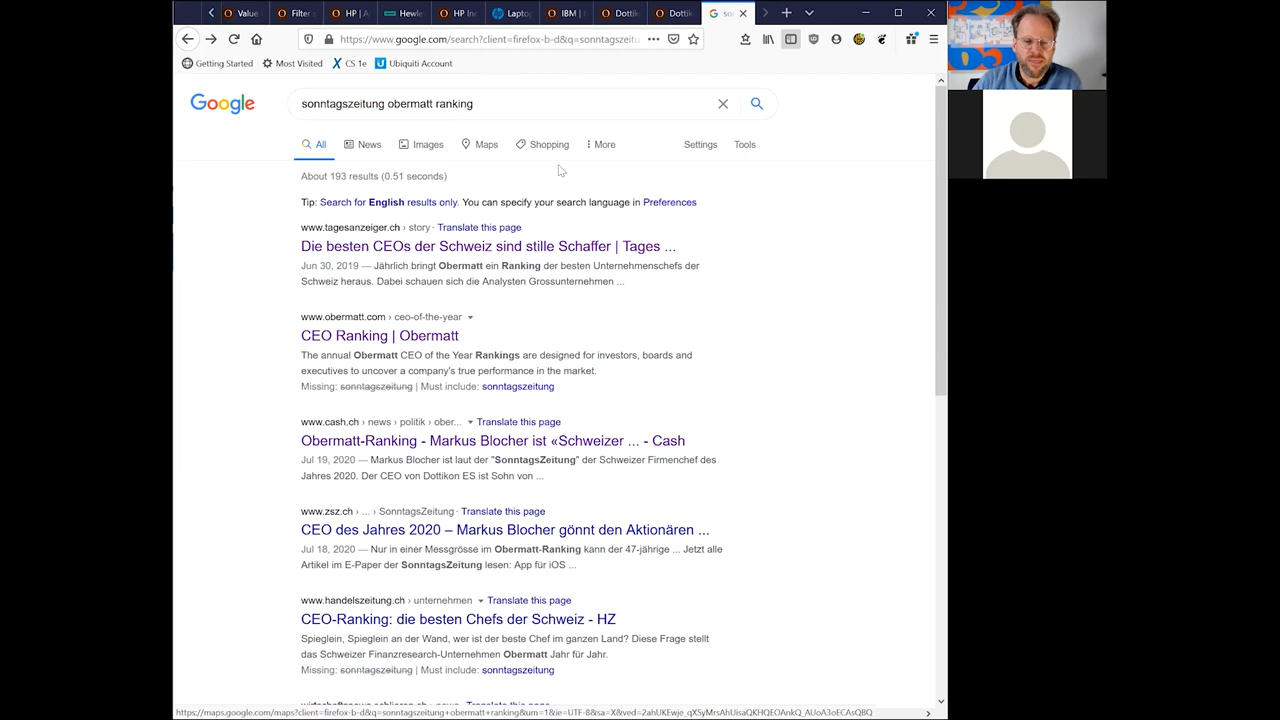 Value
Filter
HP | A
Hewle
HP Inc
Laptop
IBM |
Dottik
Dottik
https://www.google.com/search?client=firefox-b-d&q=sonntagszeitu
Getting Started
Most Visited
CS 1e
Ubiquiti Account
Google
sonntagszeitung obermatt ranking
All
News
Images
Maps
Shopping
More
Settings
Tools
About 193 results (0.51 seconds)
Tip: Search for English results only. You can specify your search language in Preferences
www.tagesanzeiger.ch › story · Translate this page
Die besten CEOs der Schweiz sind stille Schaffer | Tages ...
Jun 30, 2019 — Jährlich bringt Obermatt ein Ranking der besten Unternehmenschefs der
Schweiz heraus. Dabei schauen sich die Analysten Grossunternehmen ...
www.obermatt.com › ceo-of-the-year
CEO Ranking | Obermatt
The annual Obermatt CEO of the Year Rankings are designed for investors, boards and
executives to uncover a company's true performance in the market.
Missing: sonntagszeitung | Must include: sonntagszeitung
www.cash.ch › news › politik › ober... Translate this page
Obermatt-Ranking - Markus Blocher ist «Schweizer ... - Cash
Jul 19, 2020 — Markus Blocher ist laut der "SonntagsZeitung" der Schweizer Firmenchef des
Jahres 2020. Der CEO von Dottikon ES ist Sohn von ...
www.zsz.ch › ... › SonntagsZeitung · Translate this page
CEO des Jahres 2020 – Markus Blocher gönnt den Aktionären ...
Jul 18, 2020 — Nur in einer Messgrösse im Obermatt-Ranking kann der 47-jährige ... Jetzt alle
Artikel im E-Paper der SonntagsZeitung lesen: App für iOS ...
www.handelszeitung.ch › unternehmen Translate this page
CEO-Ranking: die besten Chefs der Schweiz - HZ
Spieglein, Spieglein an der Wand, wer ist der beste Chef im ganzen Land? Diese Frage stellt
das Schweizer Finanzresearch-Unternehmen Obermatt Jahr für Jahr.
Missing: sonntagszeitung | Must include: sonntagszeitung